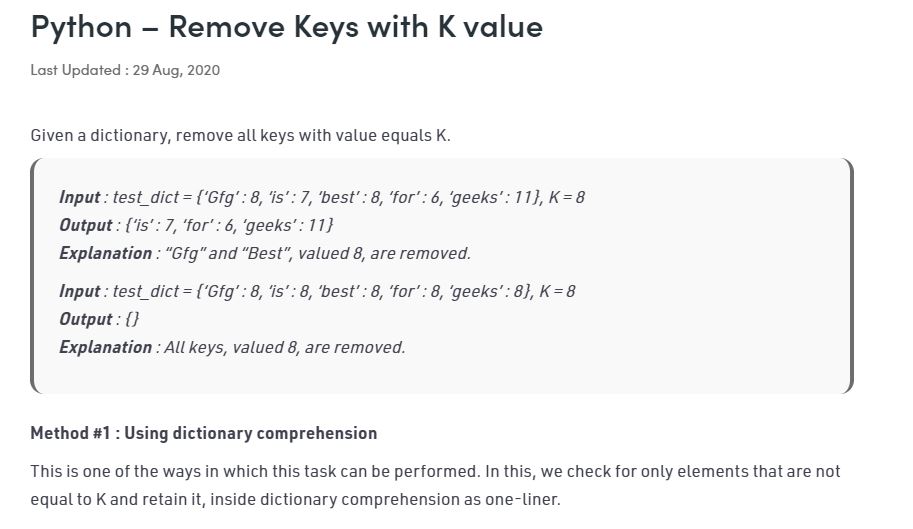 Python – Remove Keys with K value
Last Updated : 29 Aug, 2020
Given a dictionary, remove all keys with value equals K.
Input : test_dict = {‘Gfg’ : 8, ‘is’ : 7, ‘best’ : 8, ‘for’ : 6, ‘geeks’ : 11}, K = 8
Output : {‘is’ : 7, ‘for’ : 6, ‘geeks’ : 11}
Explanation : “Gfg” and “Best”, valued 8, are removed.
Input : test_dict = {‘Gfg’ : 8, ‘is’ : 8, ‘best’ : 8, ‘for’ : 8, ‘geeks’ : 8}, K = 8
Output : {}
Explanation : All keys, valued 8, are removed.
Method #1 : Using dictionary comprehension
This is one of the ways in which this task can be performed. In this, we check for only elements that are not
equal to K and retain it, inside dictionary comprehension as one-liner.